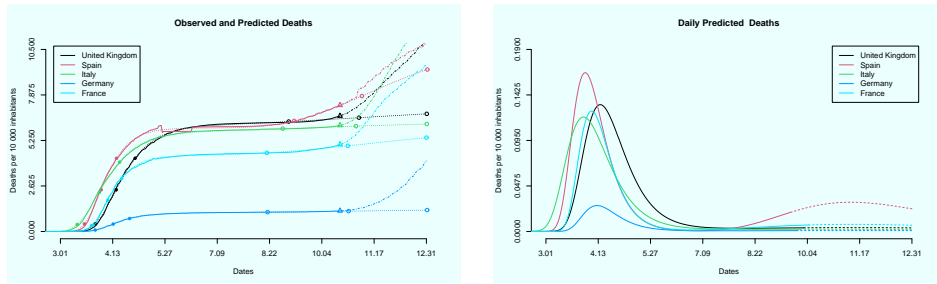 Observed and Predicted Deaths
Deaths per 10 000 inhabitants
10.500
7.875
5.250
2.625
0.000
United Kingdom
Spain
Italy
Germany
France
3.01 4.13 5.27 7.09 8.22 10.04 11.17 12.31
Dates
Daily Predicted Deaths
Deaths per 10 000 inhabitants
0.1900
0.1425
0.0950
0.0475
0.0000
United Kingdom
Spain
Italy
Germany
France
3.01 4.13 5.27 7.09 8.22 10.04 11.17 12.31
Dates